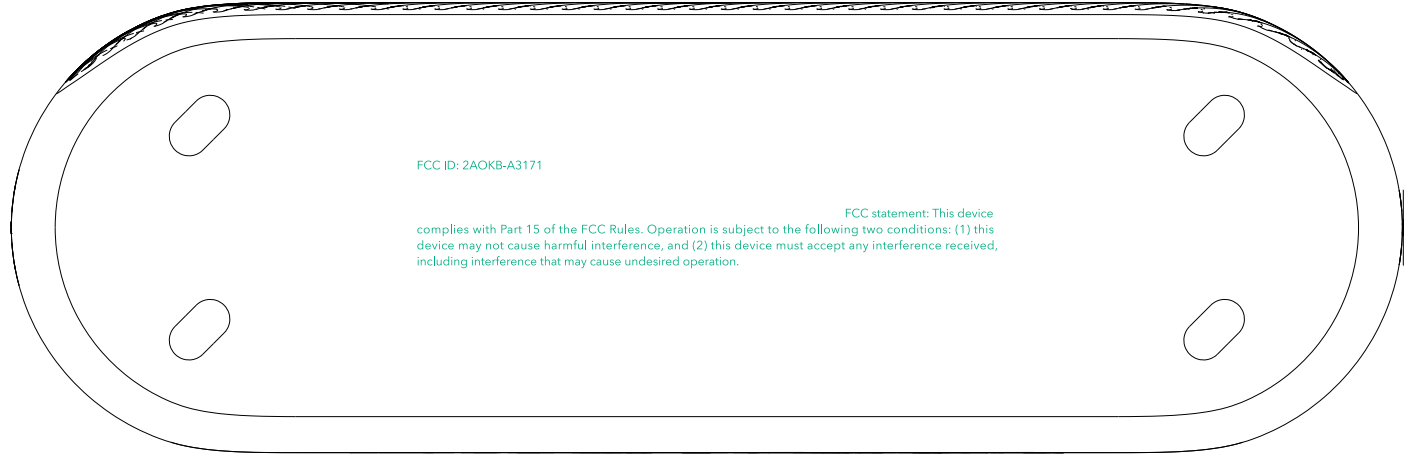 FCC ID: 2AOKB-A3171
FCC statement: This device
complies with Part 15 of the FCC Rules. Operation is subject to the following two conditions: (1) this
device may not cause harmful interference, and (2) this device must accept any interference received,
including interference that may cause undesired operation.